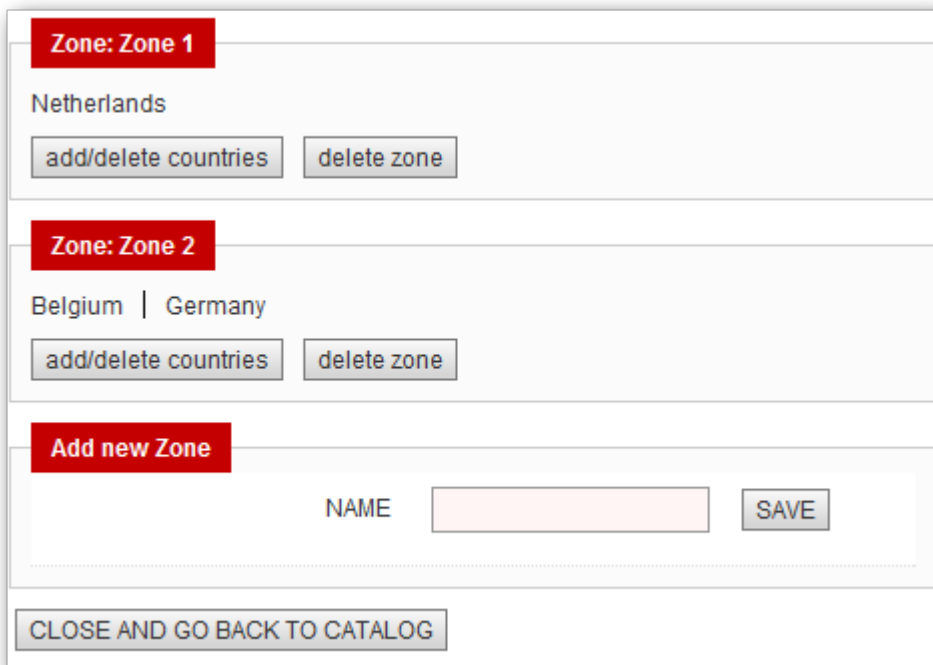 Zone: Zone 1
Netherlands
add/delete countries delete zone
Zone: Zone 2
Belgium | Germany
add/delete countries delete zone
Add new Zone
NAME SAVE
CLOSE AND GO BACK TO CATALOG